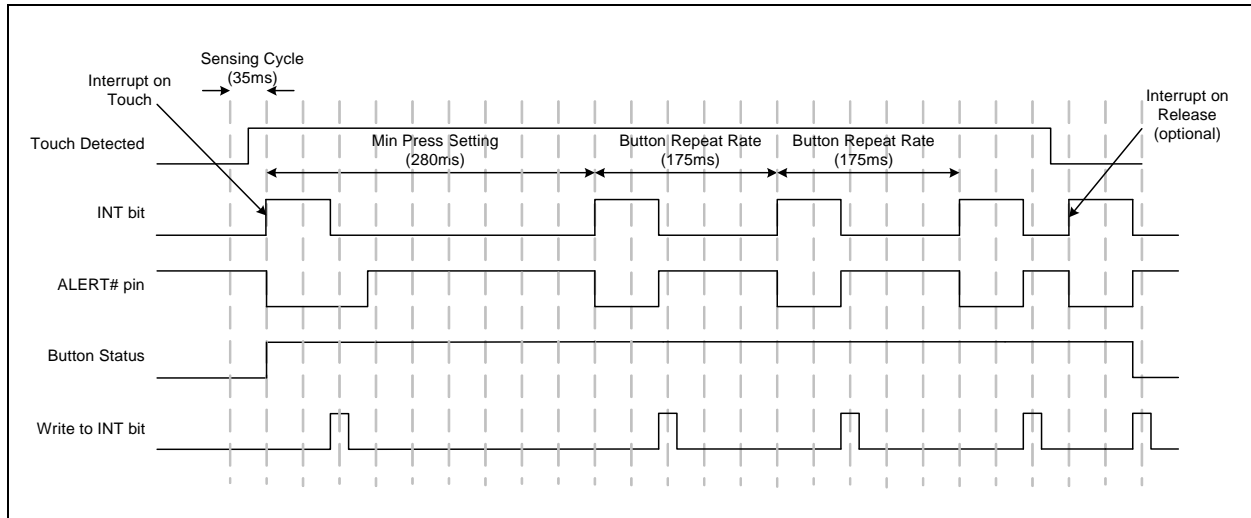 Sensing Cycle
(35ms)
Interrupt on
Touch
Interrupt on
Release
(optional)
Touch Detected
Min Press Setting
(280ms)
Button Repeat Rate
(175ms)
Button Repeat Rate
(175ms)
INT bit
ALERT# pin
Button Status
Write to INT bit